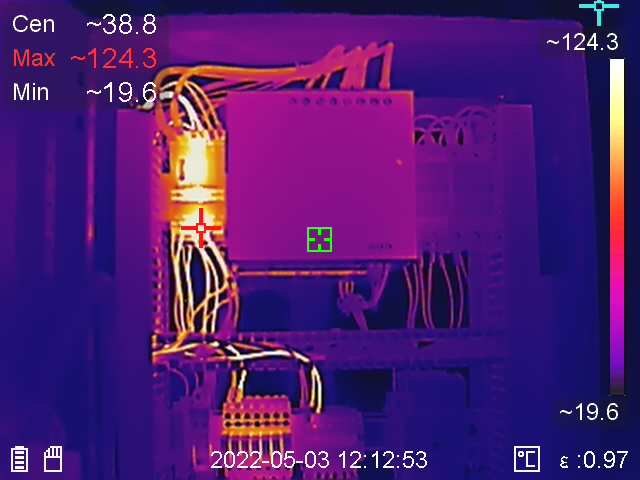 Cen ~38.8
Max ~124.3
Min ~19.6
~124.3
~19.6
2022-05-03 12:12:53
℃ ε :0.97